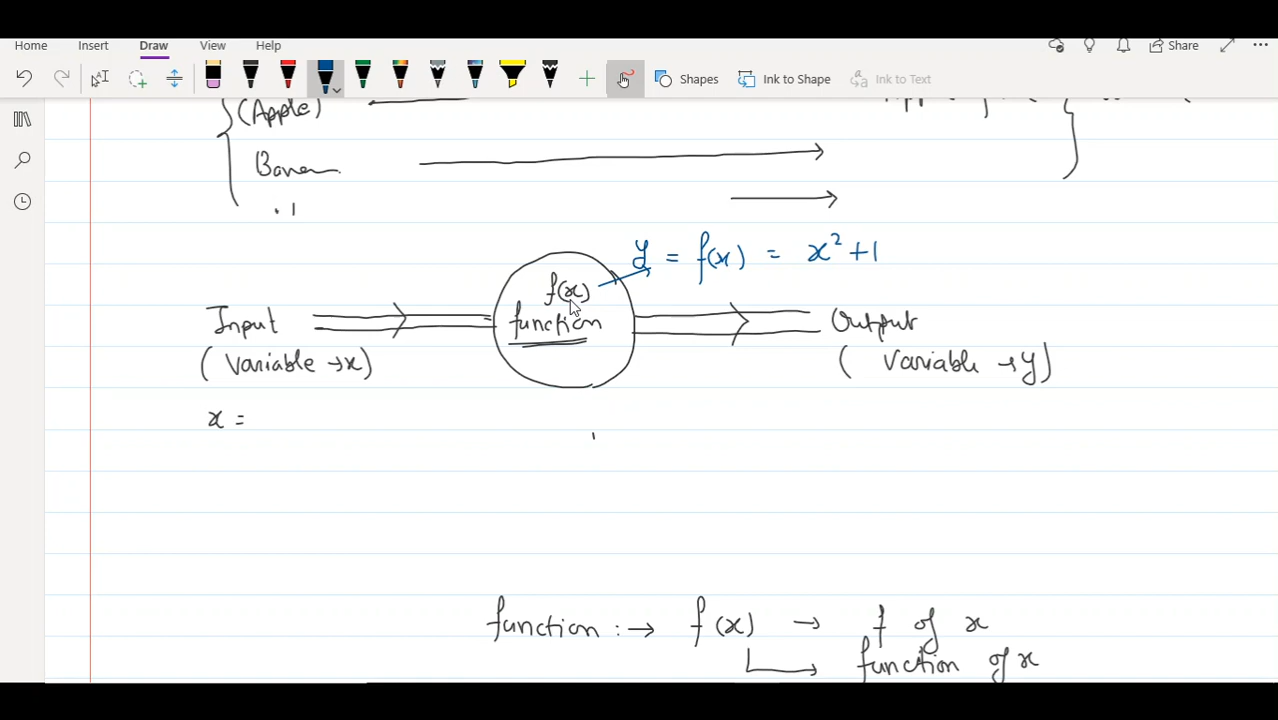 Home Insert Draw View Help
Share
Shapes Ink to Shape Ink to Text
(Apple)
y = f(x) = x²+1
f(x)
Input function Output
(Variable →x) (Variable →y)
x =
function :→ f(x) → f of x
function of x